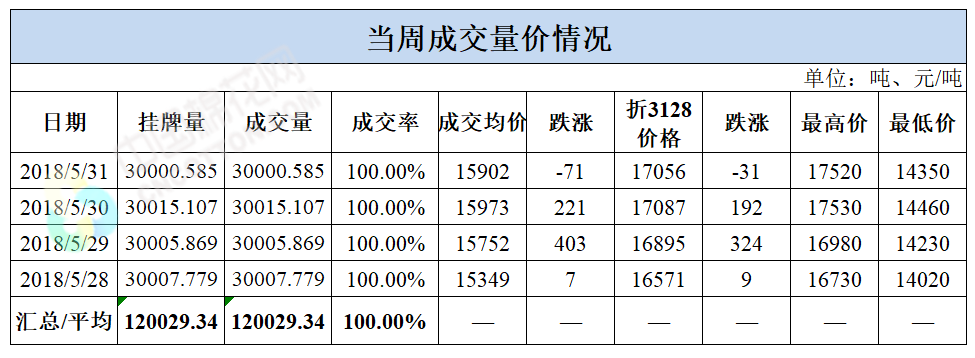 当周成交量价情况
单位：吨、元/吨
日期 挂牌量 成交量 成交率 成交均价 跌涨 折3128价格 跌涨 最高价 最低价
2018/5/31 30000.585 30000.585 100.00% 15902 -71 17056 -31 17520 14350
2018/5/30 30015.107 30015.107 100.00% 15973 221 17087 192 17530 14460
2018/5/29 30005.869 30005.869 100.00% 15752 403 16895 324 16980 14230
2018/5/28 30007.779 30007.779 100.00% 15349 7 16571 9 16730 14020
汇总/平均 120029.34 120029.34 100.00% — — — — — —
中国棉花网